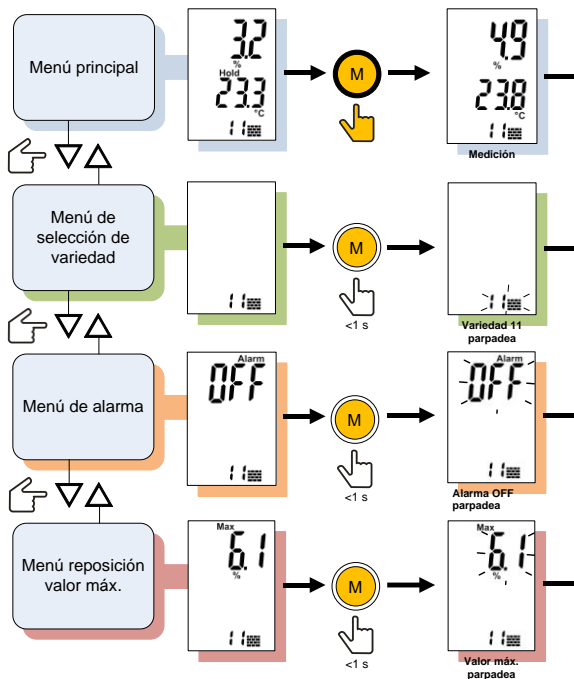 Menú principal
3.2
%
Hold
23.3
°C
11
M
4.9
%
23.8
°C
11
Medición
Menú de
selección de
variedad
11
M
<1 s
11
Variedad 11
parpadea
Menú de alarma
Alarm
OFF
11
M
<1 s
Alarm
OFF
11
Alarma OFF
parpadea
Menú reposición
valor máx.
Max
6.1
%
11
M
<1 s
Max
6.1
%
11
Valor máx.
parpadea